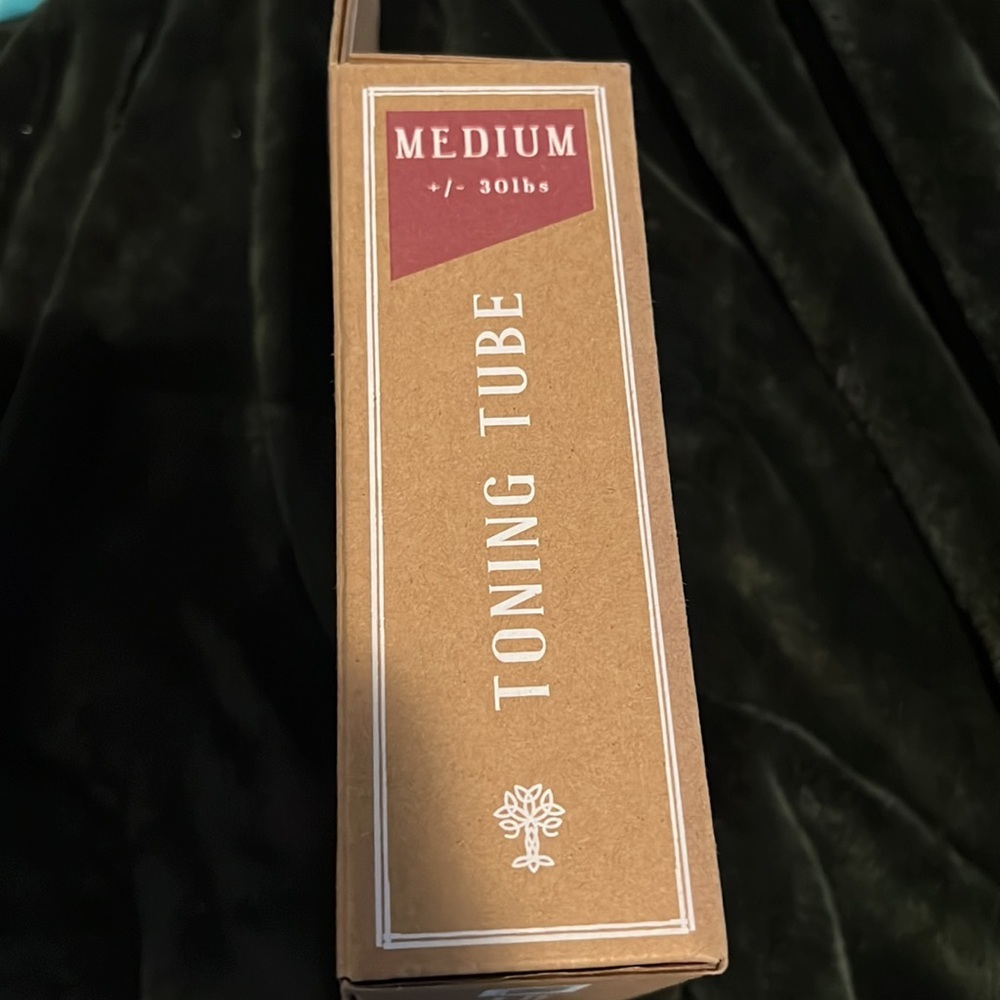 MEDIUM
+/- 30lbs
TONING TUBE